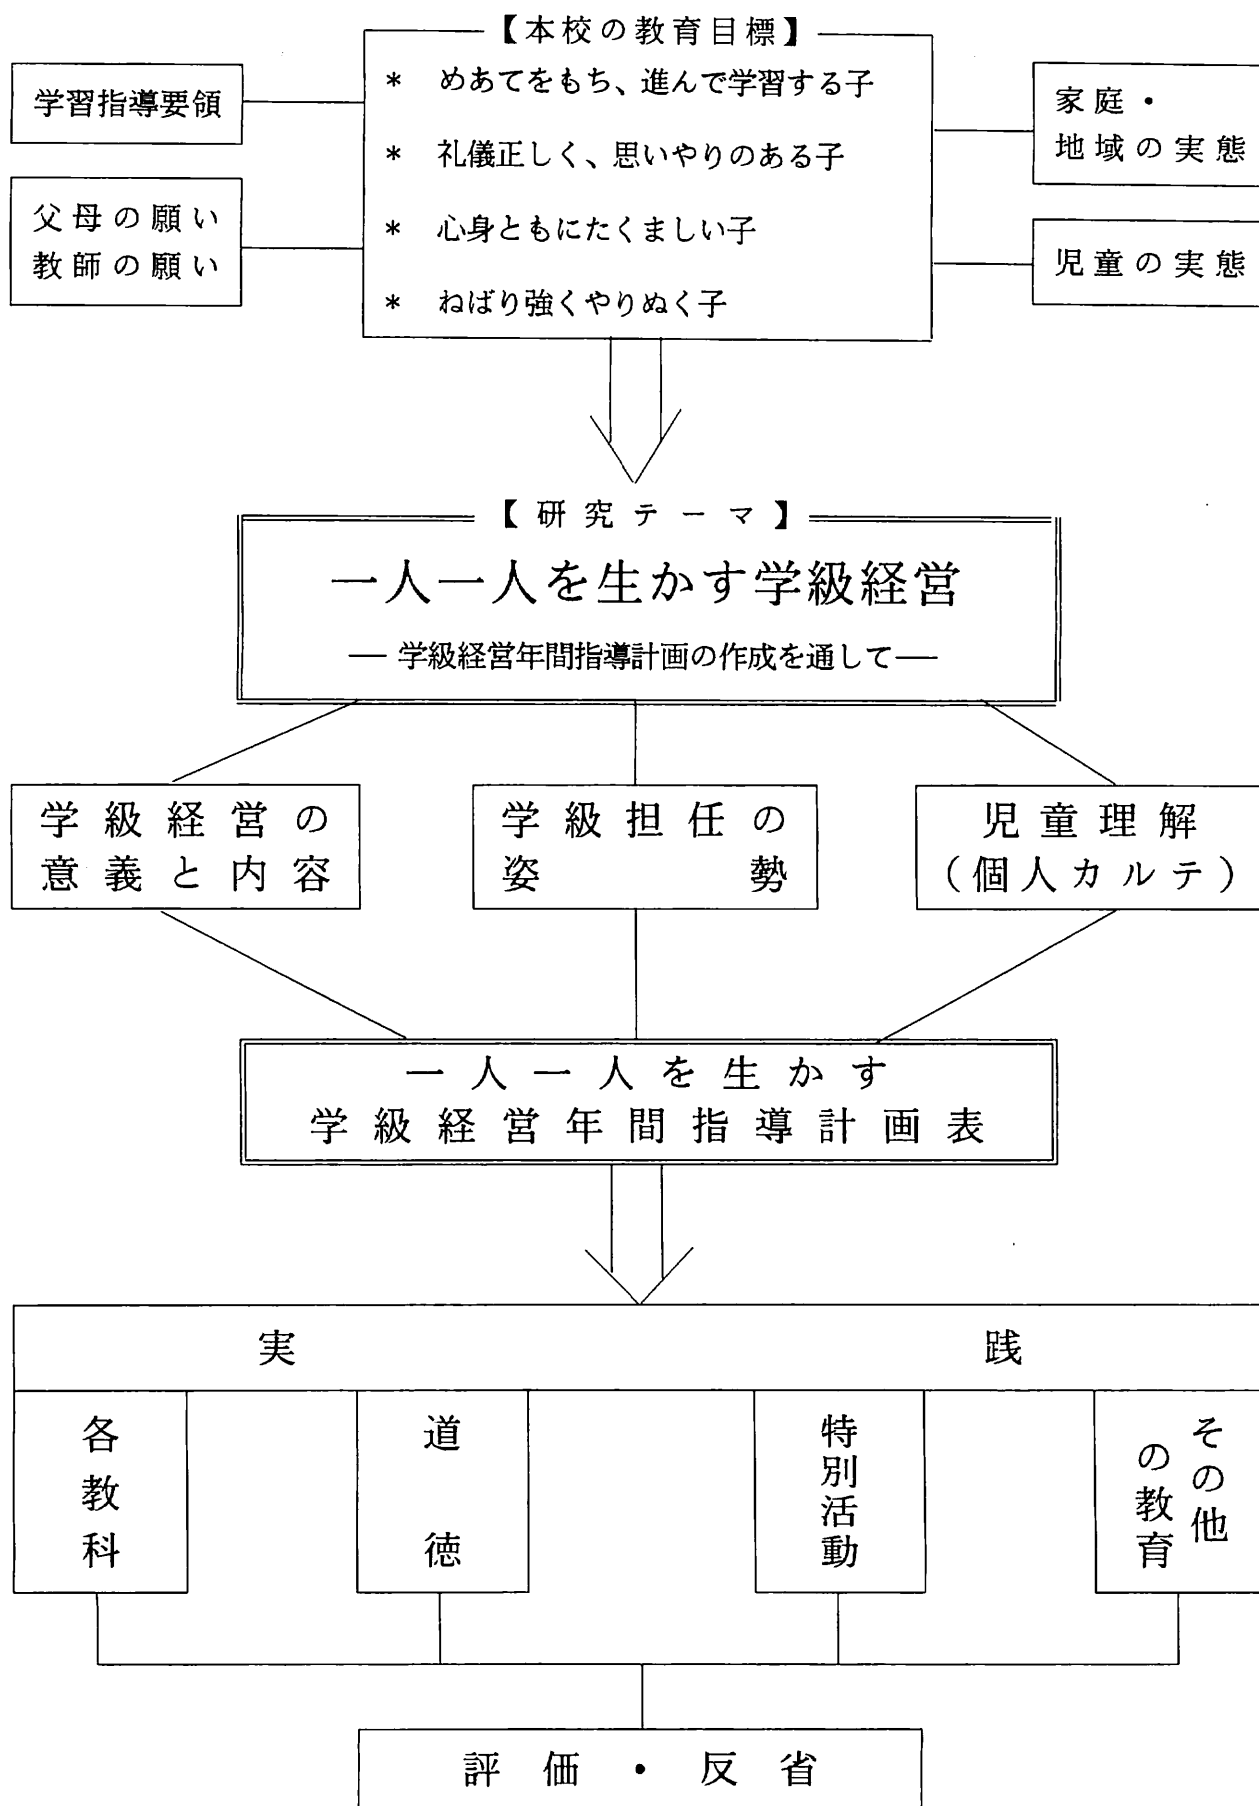 【本校の教育目標】
* めあてをもち、進んで学習する子
* 礼儀正しく、思いやりのある子
* 心身ともにたくましい子
* ねばり強くやりぬく子
学習指導要領
父母の願い
教師の願い
家庭・
地域の実態
児童の実態
【研究テーマ】
一人一人を生かす学級経営
― 学級経営年間指導計画の作成を通して―
学級経営の
意義と内容
学級担任の
姿勢
児童理解
(個人カルテ)
一人一人を生かす
学級経営年間指導計画表
実践
各教科
道徳
特別活動
その他
の教育
評価・反省